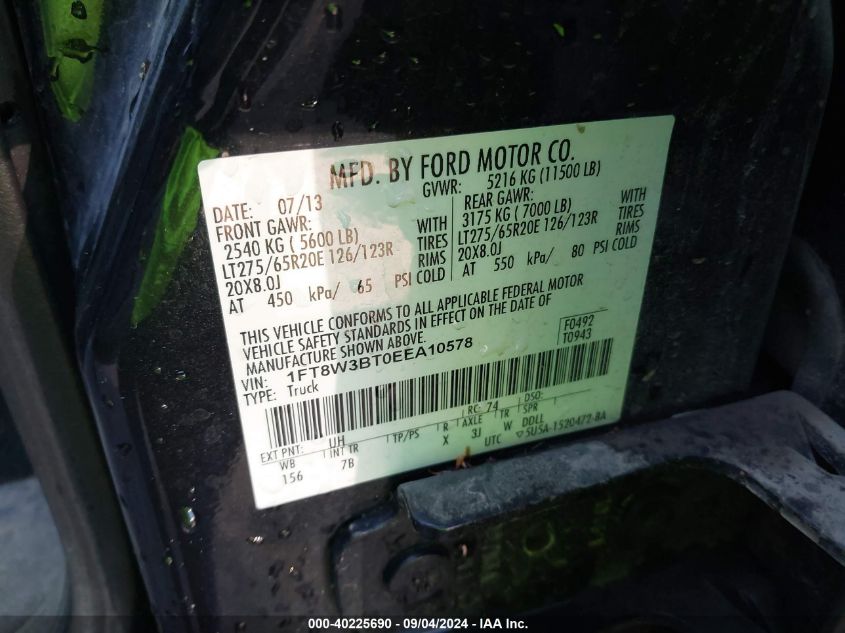 MFD. BY FORD MOTOR CO.
DATE: 07/13 GVWR: 5216 KG (11500 LB)
FRONT GAWR: REAR GAWR:
2540 KG ( 5600 LB) WITH 3175 KG ( 7000 LB) WITH
LT275/65R20E 126/123R TIRES LT275/65R20E 126/123R TIRES
20X8.0J RIMS 20X8.0J RIMS
AT 450 kPa/ 65 PSI COLD AT 550 kPa/ 80 PSI COLD
THIS VEHICLE CONFORMS TO ALL APPLICABLE FEDERAL MOTOR
VEHICLE SAFETY STANDARDS IN EFFECT ON THE DATE OF
MANUFACTURE SHOWN ABOVE.
VIN: 1FT8W3BT0EEA10578 F0492
TYPE: Truck T0943
RC: 74 DSO:
EXT PNT: UH TP/PS R AXLE TR SPR
WB INT TR X 3J W DDLL
156 7B UTC 5U5A-1520472-BA
000-40225690 - 09/04/2024 - IAA Inc.